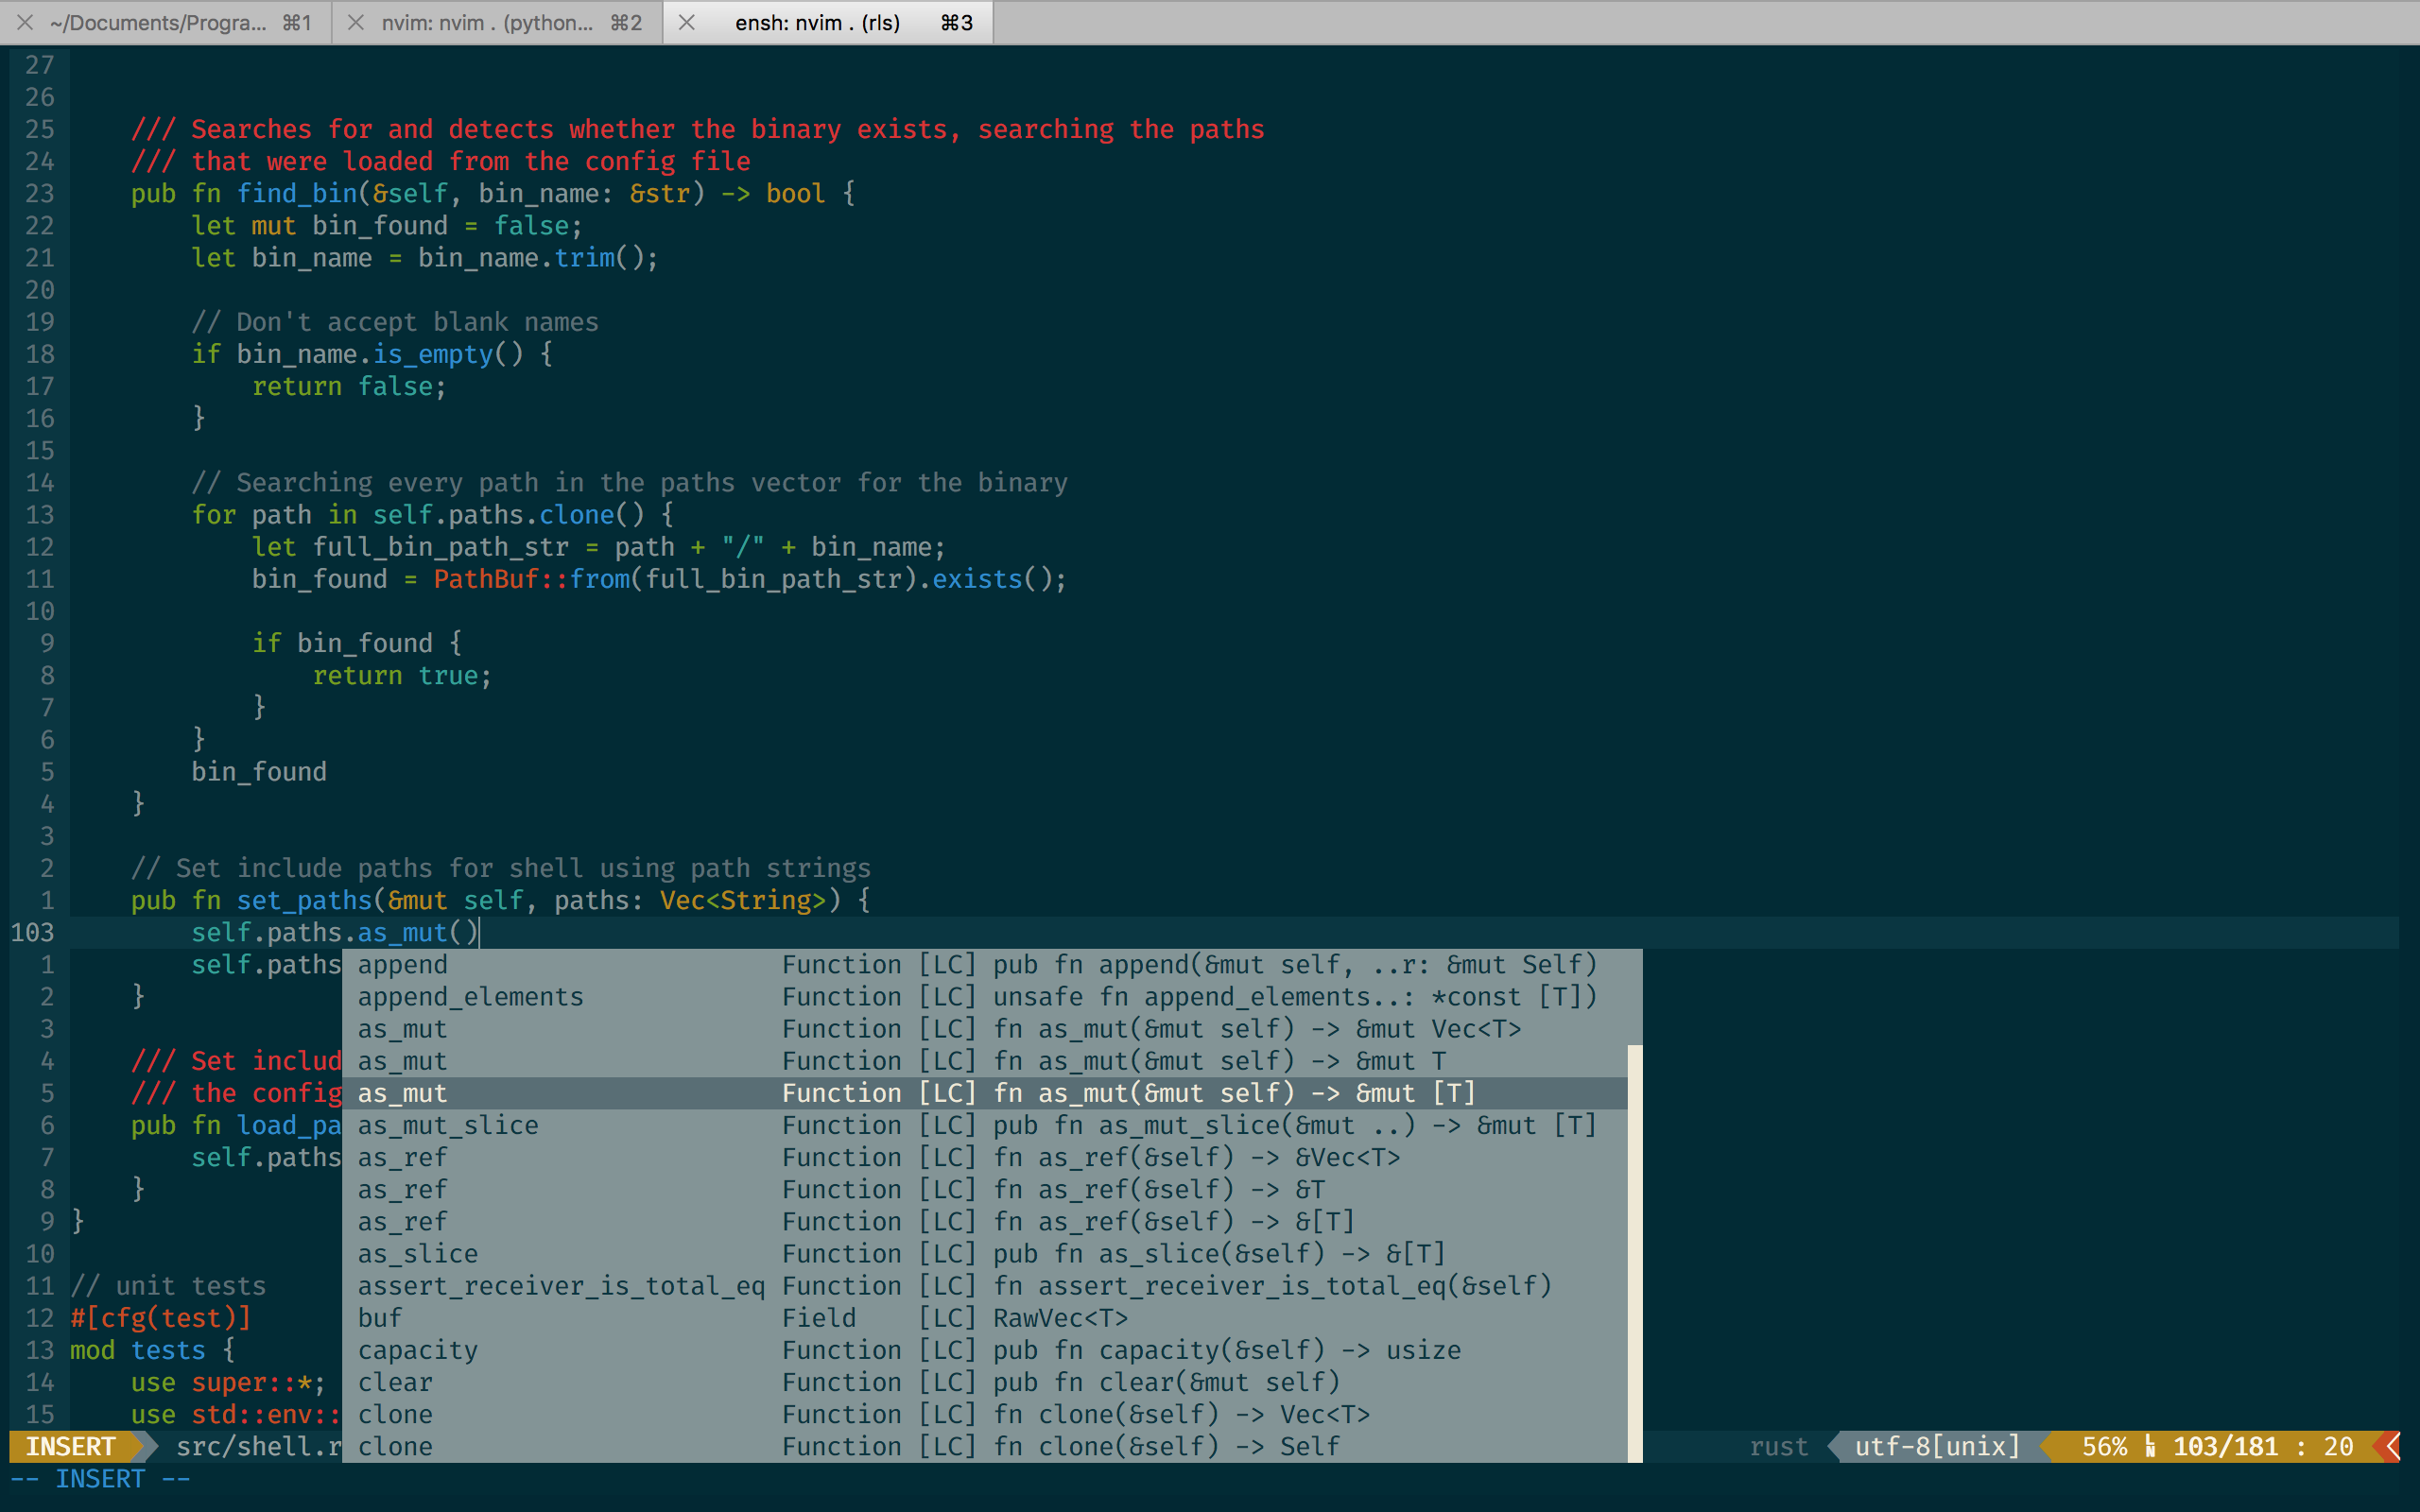 ~/Documents/Progra... ⌘1
nvim: nvim . (python... ⌘2
ensh: nvim . (rls) ⌘3
27
26
25 /// Searches for and detects whether the binary exists, searching the paths
24 /// that were loaded from the config file
23 pub fn find_bin(&self, bin_name: &str) -> bool {
22 let mut bin_found = false;
21 let bin_name = bin_name.trim();
20
19 // Don't accept blank names
18 if bin_name.is_empty() {
17 return false;
16 }
15
14 // Searching every path in the paths vector for the binary
13 for path in self.paths.clone() {
12 let full_bin_path_str = path + "/" + bin_name;
11 bin_found = PathBuf::from(full_bin_path_str).exists();
10
9 if bin_found {
8 return true;
7 }
6 }
5 bin_found
4 }
3
2 // Set include paths for shell using path strings
1 pub fn set_paths(&mut self, paths: Vec<String>) {
103 self.paths.as_mut()
1 self.paths append Function [LC] pub fn append(&mut self, ..r: &mut Self)
2 } append_elements Function [LC] unsafe fn append_elements..: *const [T])
3 as_mut Function [LC] fn as_mut(&mut self) -> &mut Vec<T>
4 /// Set includ as_mut Function [LC] fn as_mut(&mut self) -> &mut T
5 /// the config as_mut Function [LC] fn as_mut(&mut self) -> &mut [T]
6 pub fn load_pa as_mut_slice Function [LC] pub fn as_mut_slice(&mut ..) -> &mut [T]
7 self.paths as_ref Function [LC] fn as_ref(&self) -> &Vec<T>
8 } as_ref Function [LC] fn as_ref(&self) -> &T
9 } as_ref Function [LC] fn as_ref(&self) -> &[T]
10 as_slice Function [LC] pub fn as_slice(&self) -> &[T]
11 // unit tests assert_receiver_is_total_eq Function [LC] fn assert_receiver_is_total_eq(&self)
12 #[cfg(test)] buf Field [LC] RawVec<T>
13 mod tests { capacity Function [LC] pub fn capacity(&self) -> usize
14 use super::*; clear Function [LC] pub fn clear(&mut self)
15 use std::env:: clone Function [LC] fn clone(&self) -> Vec<T>
INSERT src/shell.r clone Function [LC] fn clone(&self) -> Self rust utf-8[unix] 56% LN 103/181 : 20
-- INSERT --